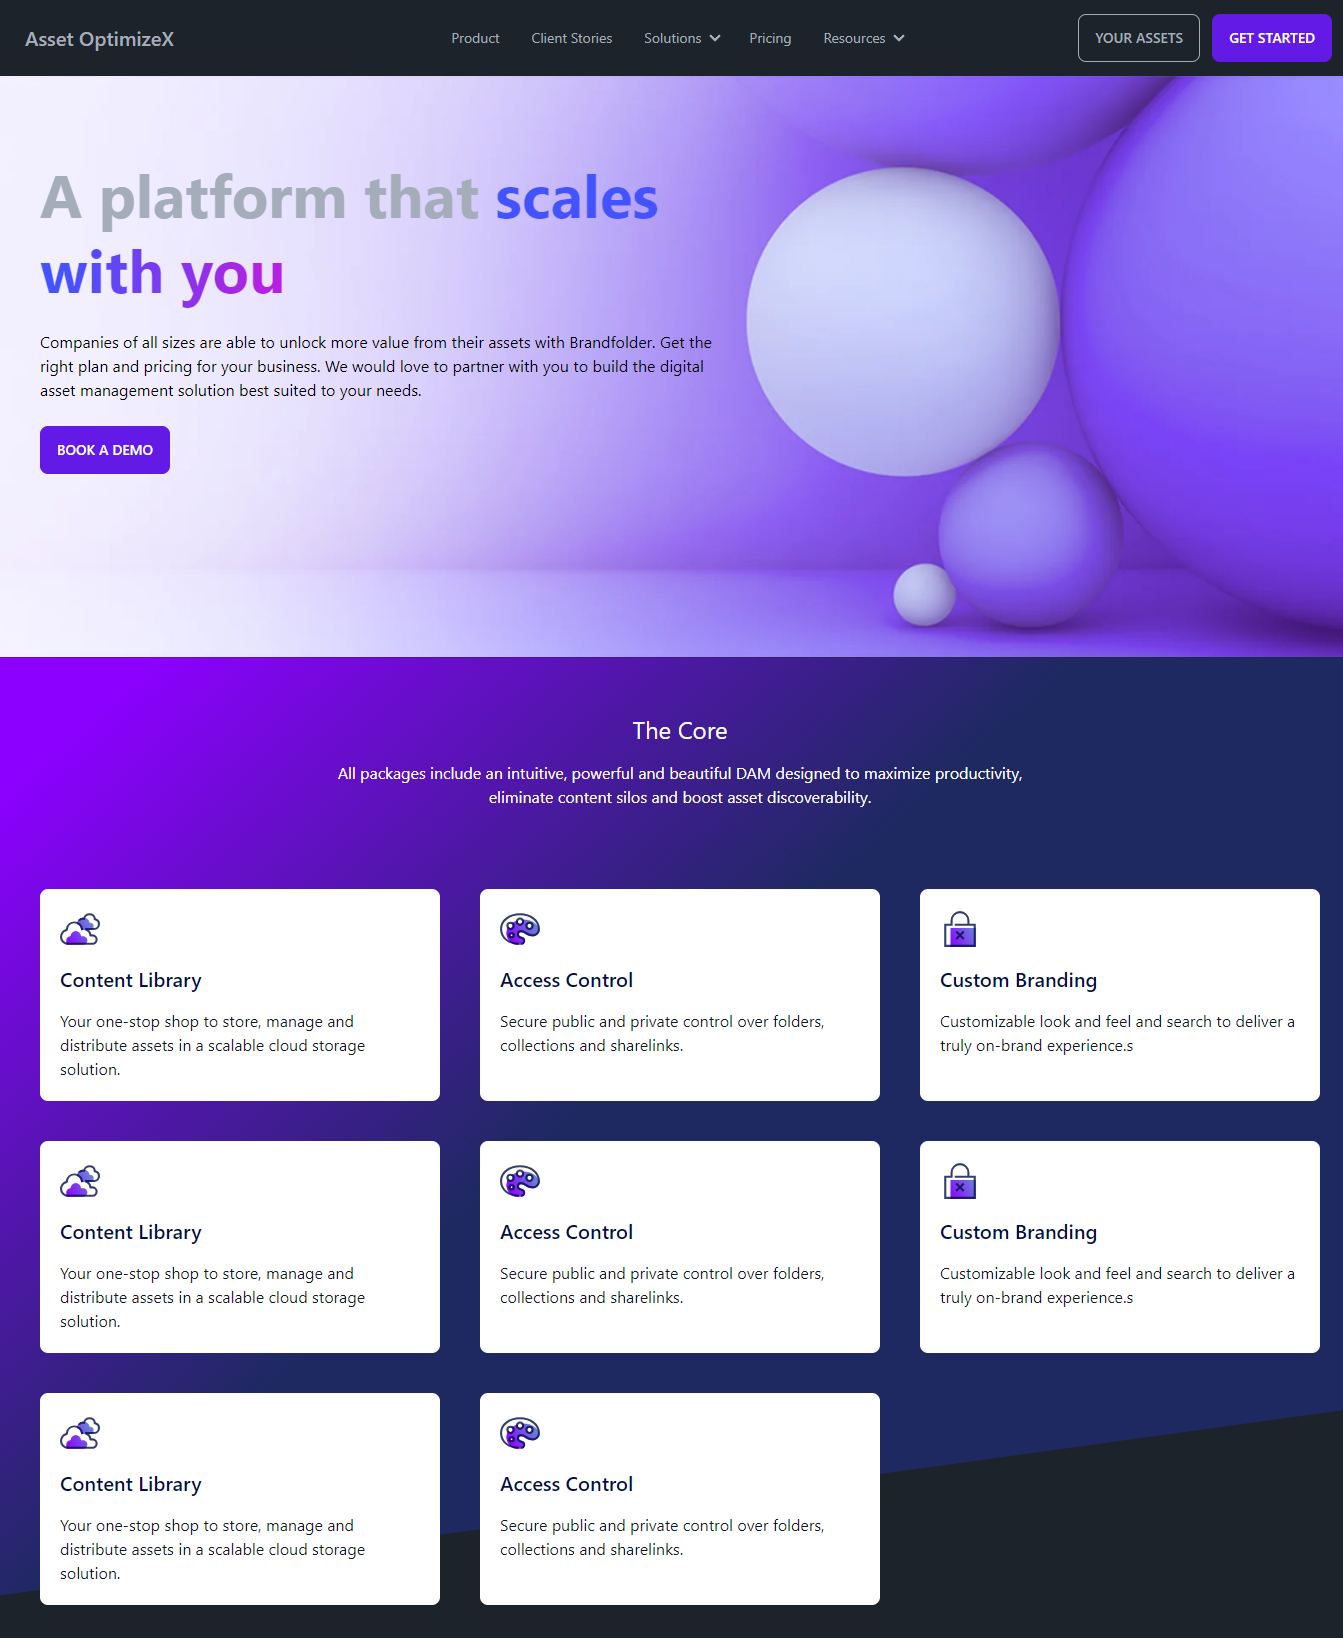 Asset OptimizeX
Product
Client Stories
Solutions
Pricing
Resources
YOUR ASSETS
GET STARTED
A platform that scales
with you
Companies of all sizes are able to unlock more value from their assets with Brandfolder. Get the
right plan and pricing for your business. We would love to partner with you to build the digital
asset management solution best suited to your needs.
BOOK A DEMO
The Core
All packages include an intuitive, powerful and beautiful DAM designed to maximize productivity,
eliminate content silos and boost asset discoverability.
Content Library
Your one-stop shop to store, manage and
distribute assets in a scalable cloud storage
solution.
Access Control
Secure public and private control over folders,
collections and sharelinks.
Custom Branding
Customizable look and feel and search to deliver a
truly on-brand experience.s
Content Library
Your one-stop shop to store, manage and
distribute assets in a scalable cloud storage
solution.
Access Control
Secure public and private control over folders,
collections and sharelinks.
Custom Branding
Customizable look and feel and search to deliver a
truly on-brand experience.s
Content Library
Your one-stop shop to store, manage and
distribute assets in a scalable cloud storage
solution.
Access Control
Secure public and private control over folders,
collections and sharelinks.